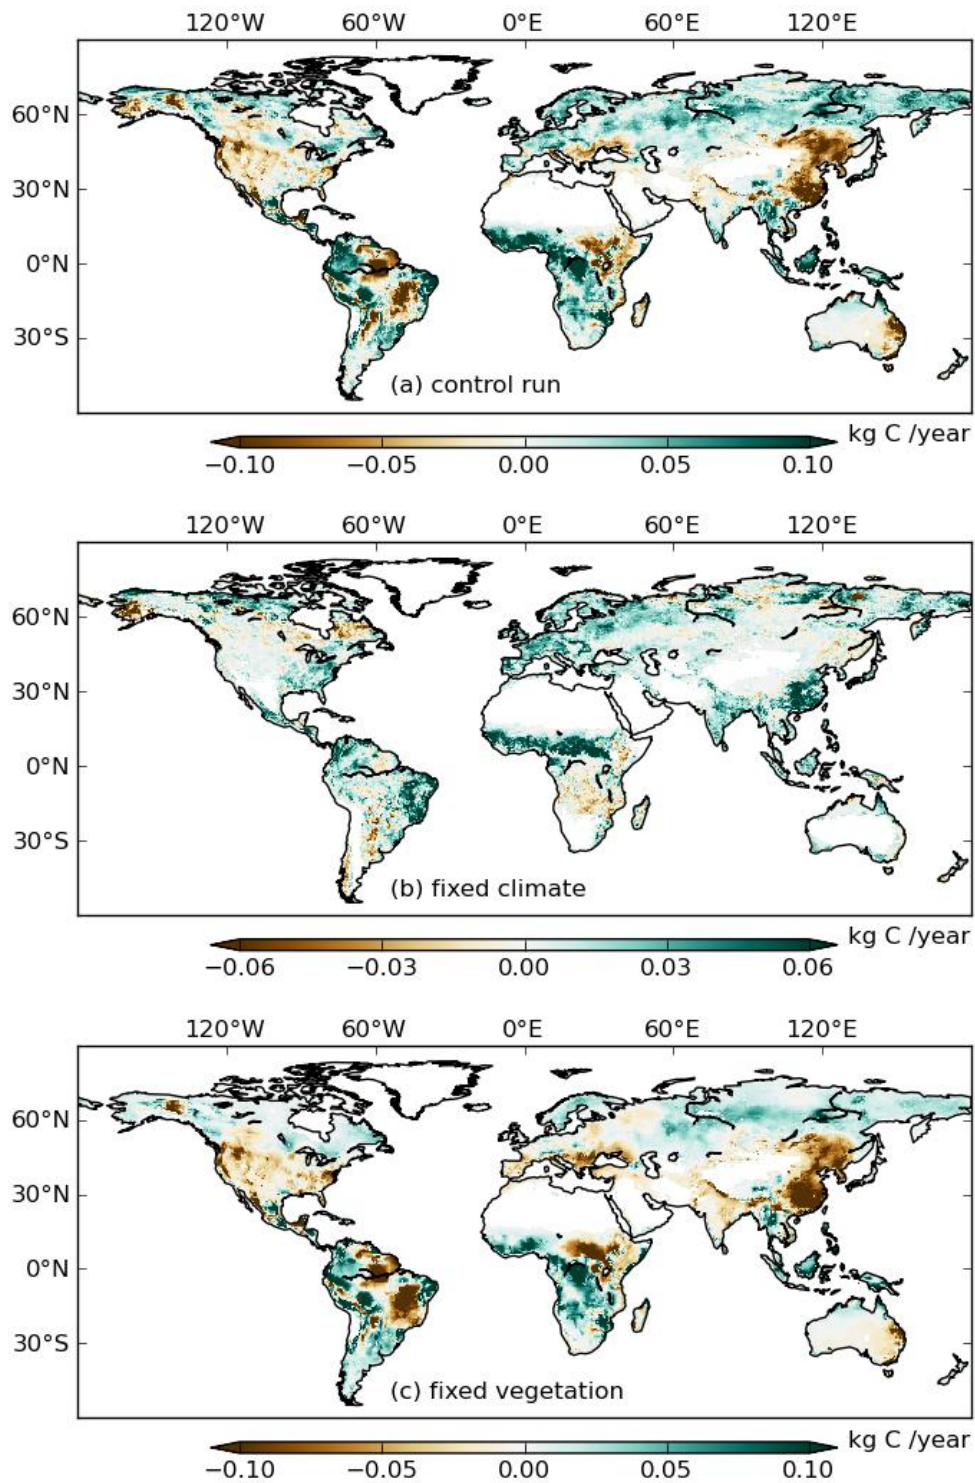 120°W 60°W 0°E 60°E 120°E
60°N
30°N
0°N
30°S
(a) control run
kg C /year
−0.10 −0.05 0.00 0.05 0.10
120°W 60°W 0°E 60°E 120°E
60°N
30°N
0°N
30°S
(b) fixed climate
kg C /year
−0.06 −0.03 0.00 0.03 0.06
120°W 60°W 0°E 60°E 120°E
60°N
30°N
0°N
30°S
(c) fixed vegetation
kg C /year
−0.10 −0.05 0.00 0.05 0.10